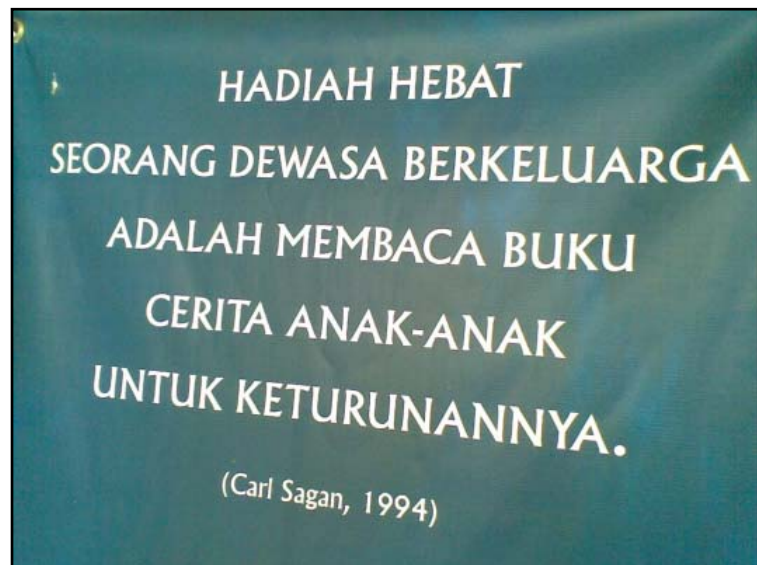 HADIAH HEBAT
SEORANG DEWASA BERKELUARGA
ADALAH MEMBACA BUKU
CERITA ANAK-ANAK
UNTUK KETURUNANNYA.
(Carl Sagan, 1994)